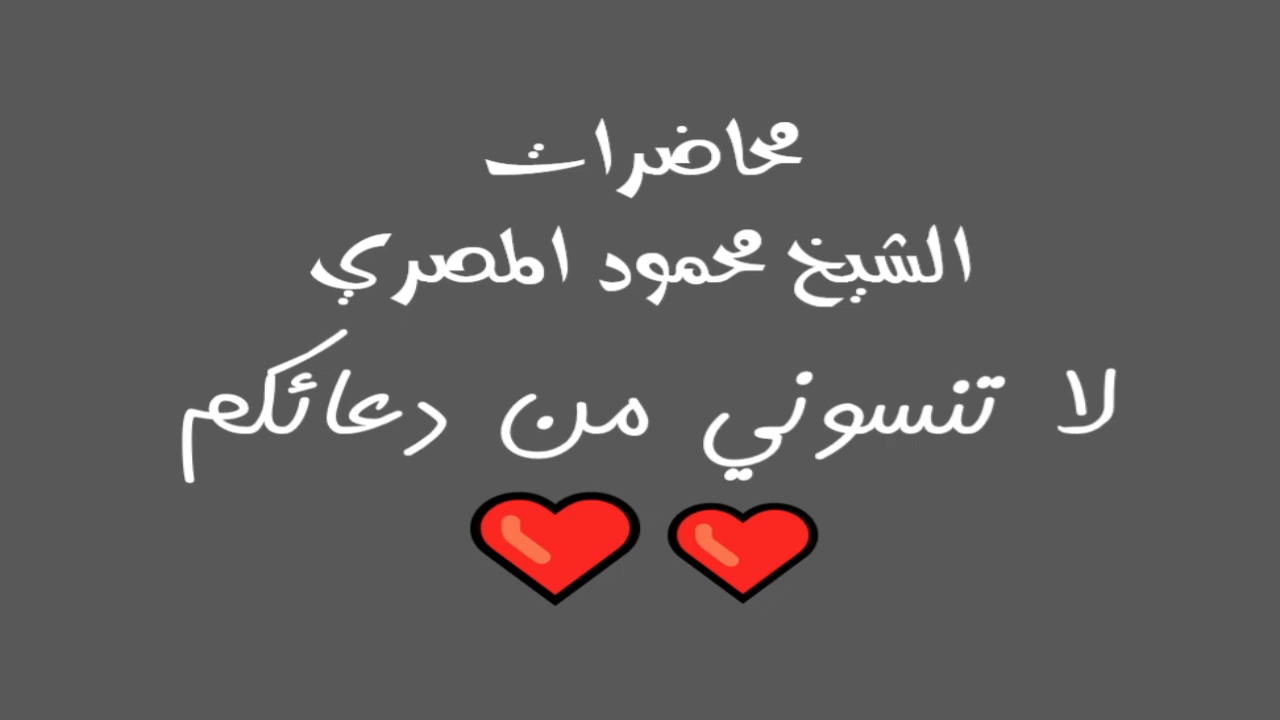 محاضرات
الشيخ محمود المصري
لا تنسوني من دعائكم